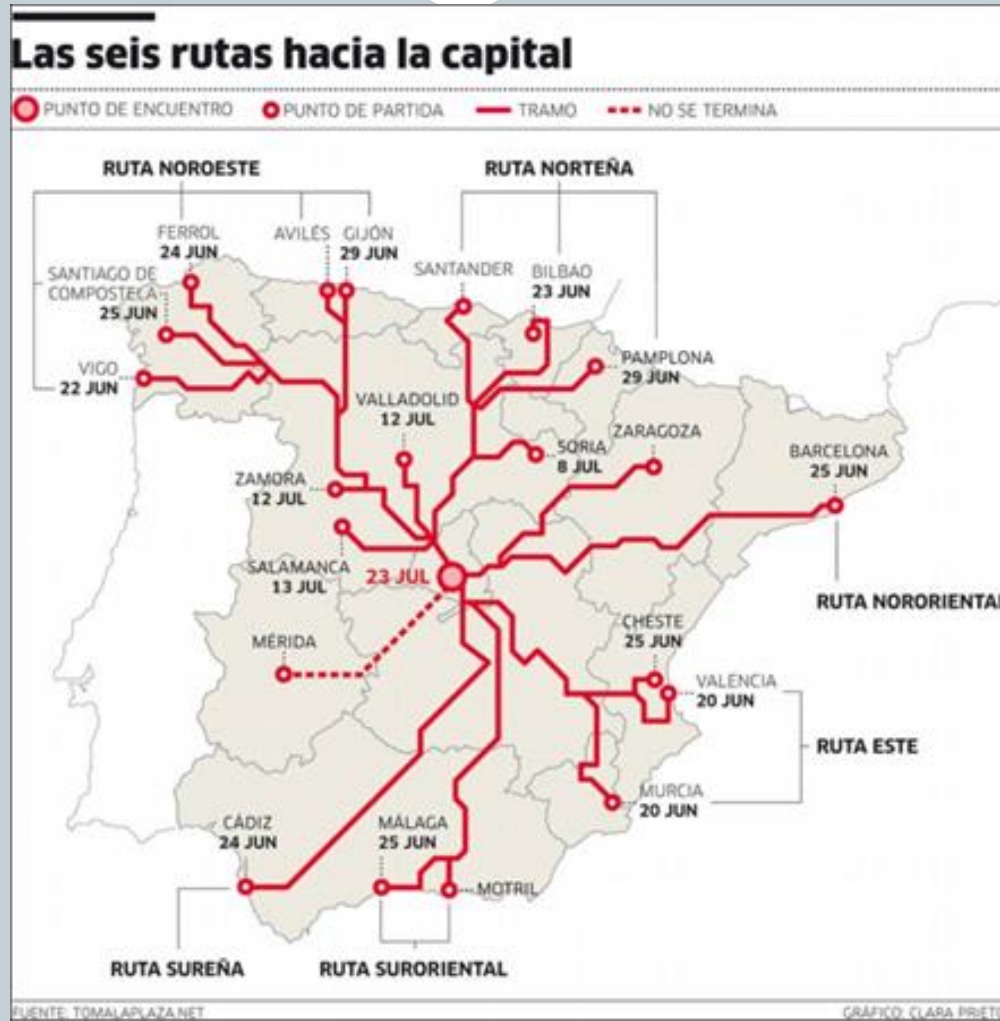 Las seis rutas hacia la capital
PUNTO DE ENCUENTRO
PUNTO DE PARTIDA
TRAMO
NO SE TERMINA
RUTA NOROESTE
RUTA NORTEÑA
FERROL
24 JUN
AVILÉS
GIJÓN
29 JUN
SANTANDER
BILBAO
23 JUN
SANTIAGO DE
COMPOSTELA
25 JUN
VIGO
22 JUN
PAMPLONA
29 JUN
VALLADOLID
12 JUL
SORIA
8 JUL
ZARAGOZA
BARCELONA
25 JUN
ZAMORA
12 JUL
SALAMANCA
13 JUL
23 JUL
RUTA NORORIENTAL
CHESTE
25 JUN
MÉRIDA
VALENCIA
20 JUN
RUTA ESTE
MURCIA
20 JUN
CÁDIZ
24 JUN
MÁLAGA
25 JUN
MOTRIL
RUTA SUREÑA
RUTA SURORIENTAL
FUENTE: TOMALAPLAZA.NET
GRÁFICO: CLARA PRIETO